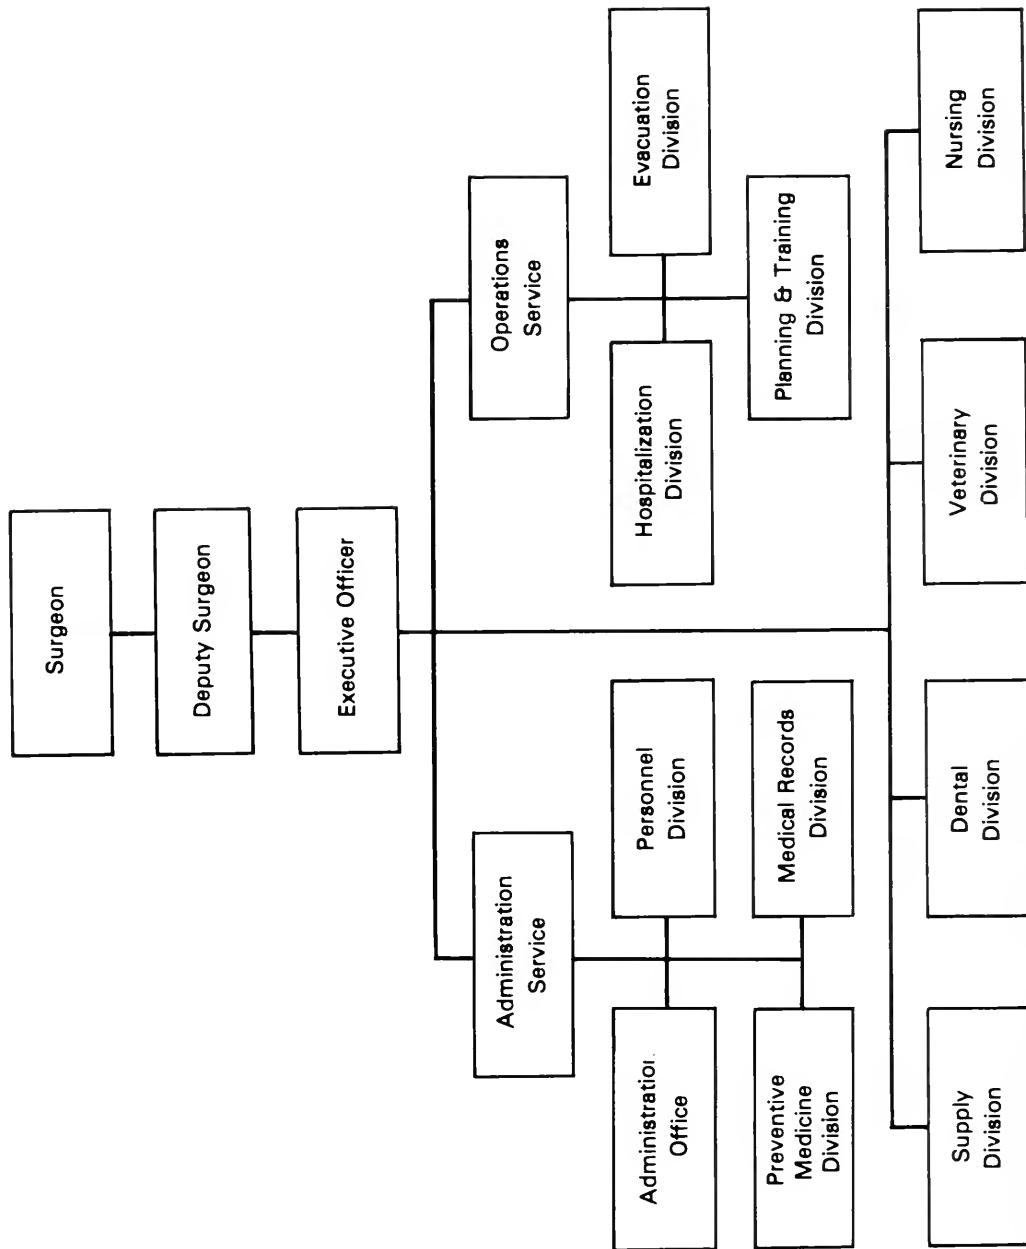 Surgeon
Deputy Surgeon
Executive Officer
Administration
Service
Operations
Service
Administration
Office
Personnel
Division
Hospitalization
Division
Evacuation
Division
Preventive
Medicine
Division
Medical Records
Division
Planning & Training
Division
Supply
Division
Dental
Division
Veterinary
Division
Nursing
Division